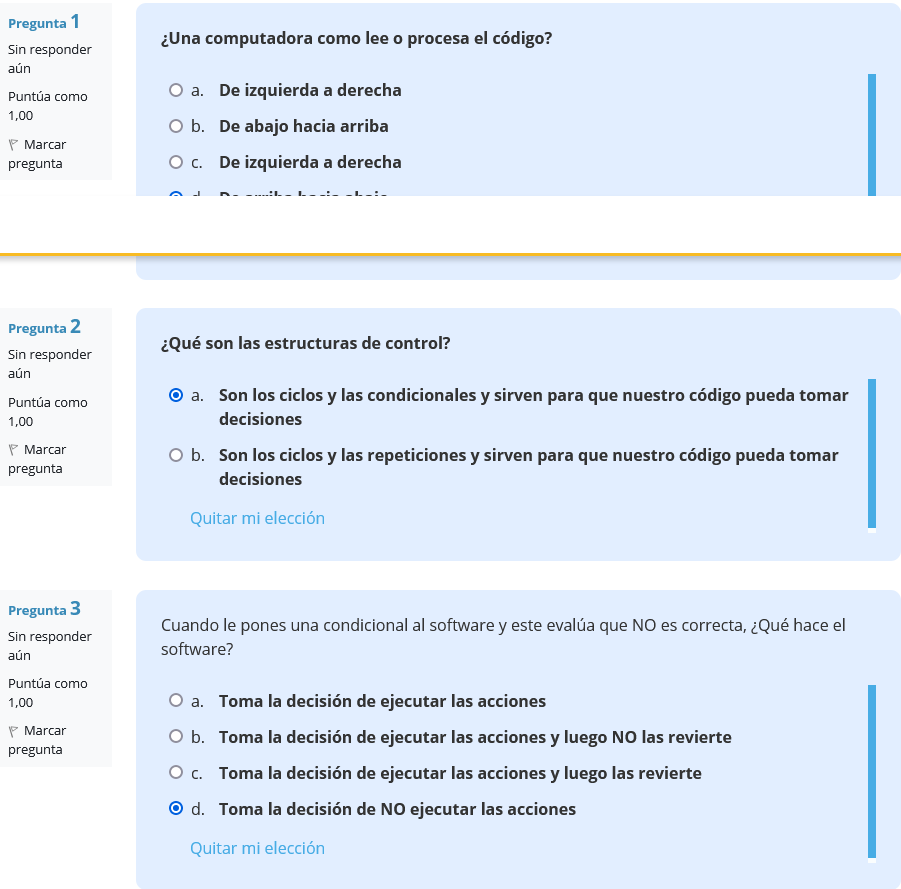 Pregunta 1
Sin responder
aún
Puntúa como
1,00
Marcar
pregunta
¿Una computadora como lee o procesa el código?
a. De izquierda a derecha
b. De abajo hacia arriba
c. De izquierda a derecha
d. De arriba hacia abajo
Pregunta 2
Sin responder
aún
Puntúa como
1,00
Marcar
pregunta
¿Qué son las estructuras de control?
a. Son los ciclos y las condicionales y sirven para que nuestro código pueda tomar
decisiones
b. Son los ciclos y las repeticiones y sirven para que nuestro código pueda tomar
decisiones
Quitar mi elección
Pregunta 3
Sin responder
aún
Puntúa como
1,00
Marcar
pregunta
Cuando le pones una condicional al software y este evalúa que NO es correcta, ¿Qué hace el
software?
a. Toma la decisión de ejecutar las acciones
b. Toma la decisión de ejecutar las acciones y luego NO las revierte
c. Toma la decisión de ejecutar las acciones y luego las revierte
d. Toma la decisión de NO ejecutar las acciones
Quitar mi elección